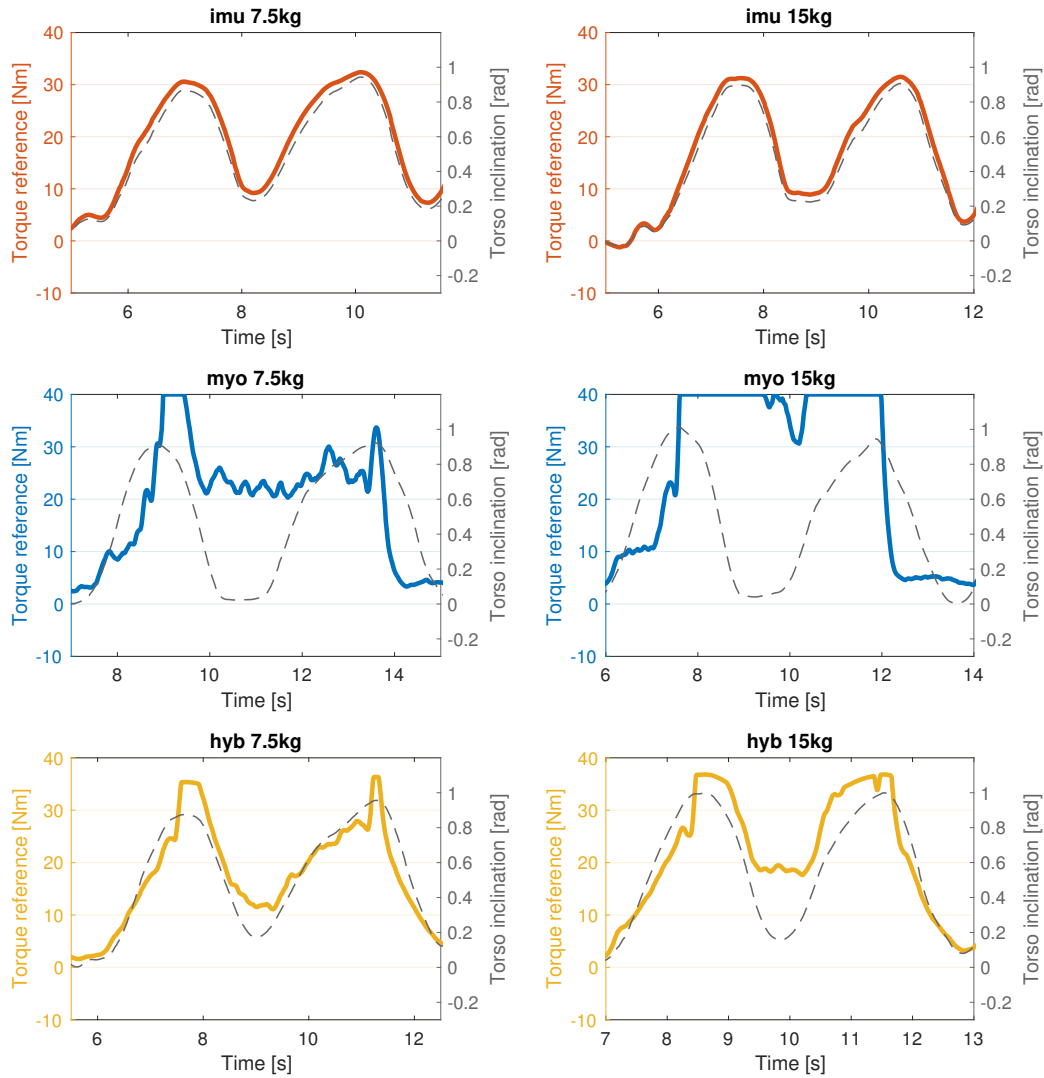 imu 7.5kg
40
30
20
10
0
-10
Torque reference [Nm]
1
0.8
0.6
0.4
0.2
0
-0.2
Torso inclination [rad]
6 8 10
Time [s]
imu 15kg
40
30
20
10
0
-10
Torque reference [Nm]
1
0.8
0.6
0.4
0.2
0
-0.2
Torso inclination [rad]
6 8 10 12
Time [s]
myo 7.5kg
40
30
20
10
0
-10
Torque reference [Nm]
1
0.8
0.6
0.4
0.2
0
-0.2
Torso inclination [rad]
8 10 12 14
Time [s]
myo 15kg
40
30
20
10
0
-10
Torque reference [Nm]
1
0.8
0.6
0.4
0.2
0
-0.2
Torso inclination [rad]
6 8 10 12 14
Time [s]
hyb 7.5kg
40
30
20
10
0
-10
Torque reference [Nm]
1
0.8
0.6
0.4
0.2
0
-0.2
Torso inclination [rad]
6 8 10 12
Time [s]
hyb 15kg
40
30
20
10
0
-10
Torque reference [Nm]
1
0.8
0.6
0.4
0.2
0
-0.2
Torso inclination [rad]
7 8 9 10 11 12 13
Time [s]